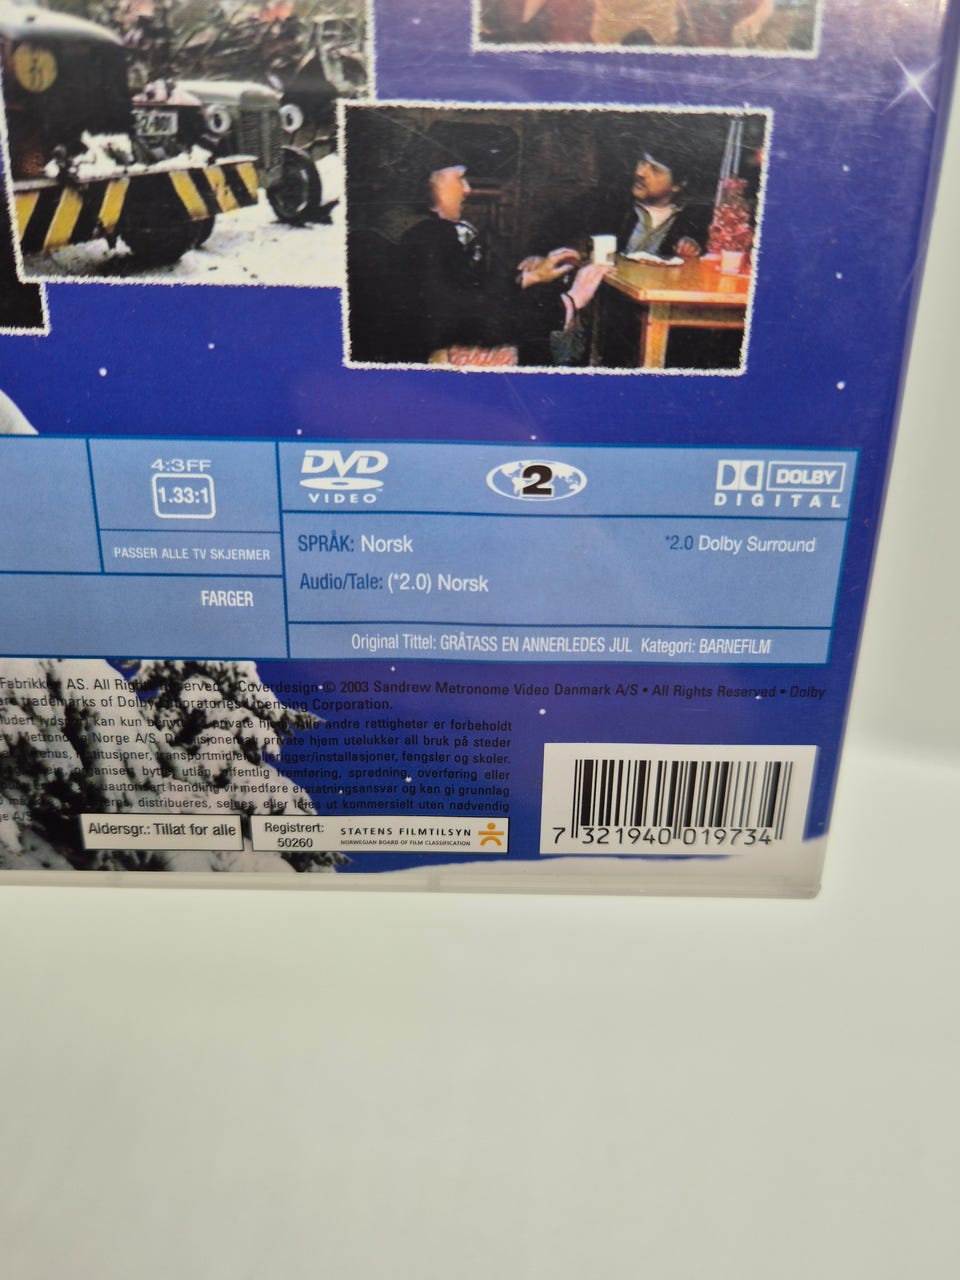 4:3FF
1.33:1
PASSER ALLE TV SKJERMER
FARGER
DVD
VIDEO
2
DOLBY
DIGITAL
SPRÅK: Norsk
*2.0 Dolby Surround
Audio/Tale: (*2.0) Norsk
Original Tittel: GRÅTASS EN ANNERLEDES JUL Kategori: BARNEFILM
Fabrikken AS. All Rights Reserved. Coverdesign © 2003 Sandrew Metronome Video Danmark A/S • All Rights Reserved • Dolby
are trademarks of Dolby Laboratories Licensing Corporation.
kan kun benyttes i private hjem. Alle andre rettigheter er forbeholdt
Metronome Norge A/S. private hjem utelukker all bruk på steder
institusjoner, transportmidler, /installasjoner, fengsler og skoler.
organisert bytte, utlån, offentlig fremføring, spredning, overføring eller
uautorisert handling vil medføre erstatningsansvar og kan gi grunnlag
distribueres, selges, eller leies ut kommersielt uten nødvendig
Aldersgr.: Tillat for alle
Registrert:
50260
STATENS FILMTILSYN
NORWEGIAN BOARD OF FILM CLASSIFICATION
7 321940 019734